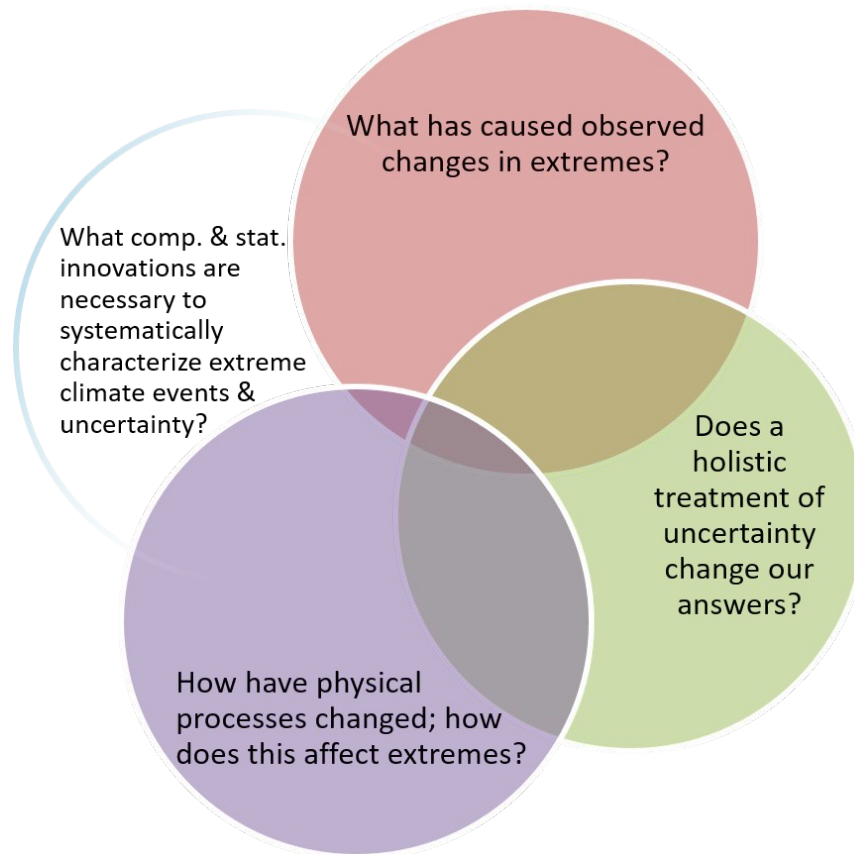 What has caused observed
changes in extremes?
What comp. & stat.
innovations are
necessary to
systematically
characterize extreme
climate events &
uncertainty?
Does a
holistic
treatment of
uncertainty
change our
answers?
How have physical
processes changed; how
does this affect extremes?